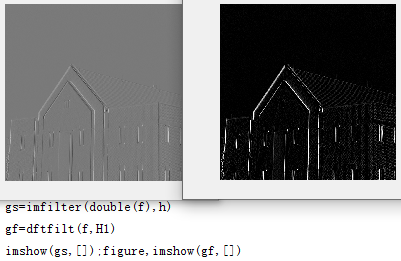 gs=imfilter(double(f),h)
gf=dftfilt(f,H1)
imshow(gs,[]);figure,imshow(gf,[])